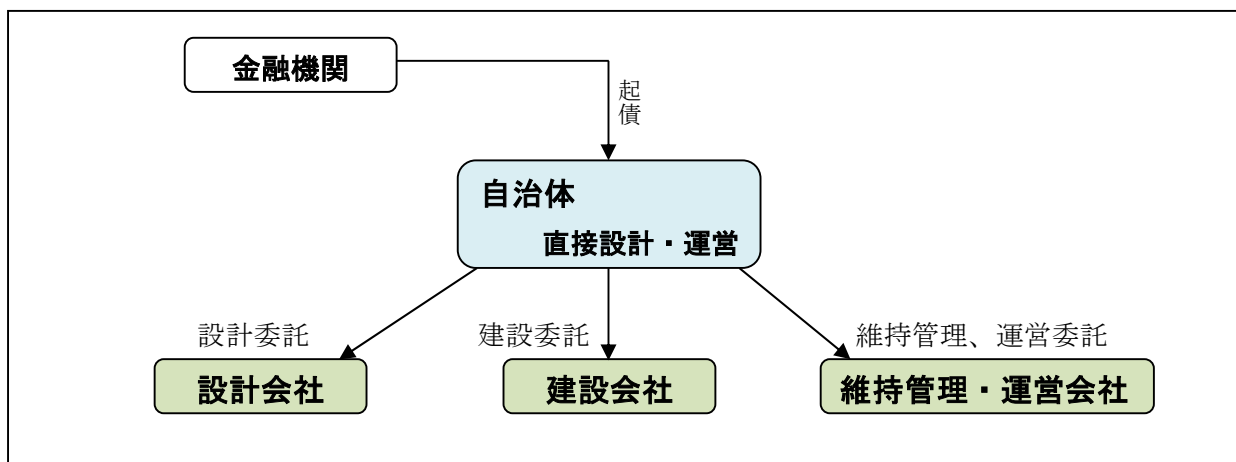 金融機関
起債
自治体
直接設計・運営
設計委託
建設委託
維持管理、運営委託
設計会社
建設会社
維持管理・運営会社